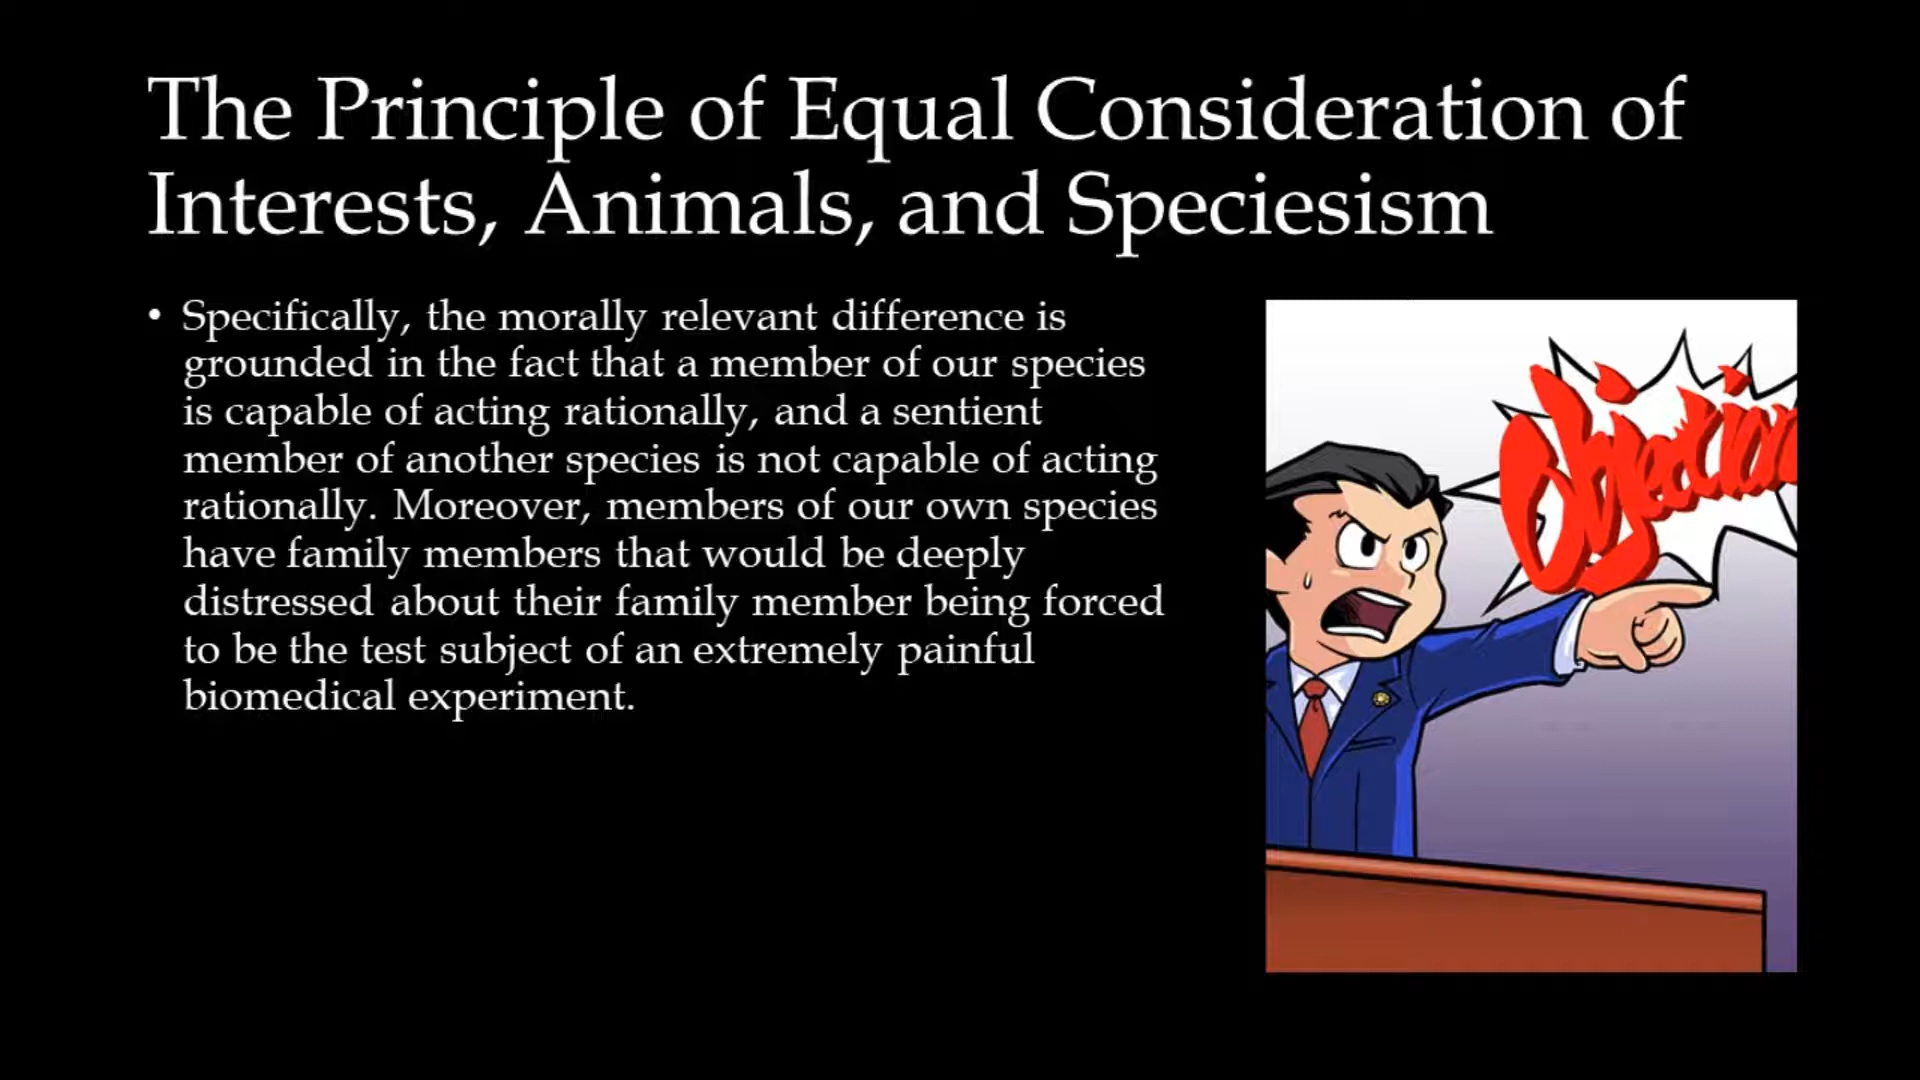 The Principle of Equal Consideration of
Interests, Animals, and Speciesism
• Specifically, the morally relevant difference is
grounded in the fact that a member of our species
is capable of acting rationally, and a sentient
member of another species is not capable of acting
rationally. Moreover, members of our own species
have family members that would be deeply
distressed about their family member being forced
to be the test subject of an extremely painful
biomedical experiment.
Objection